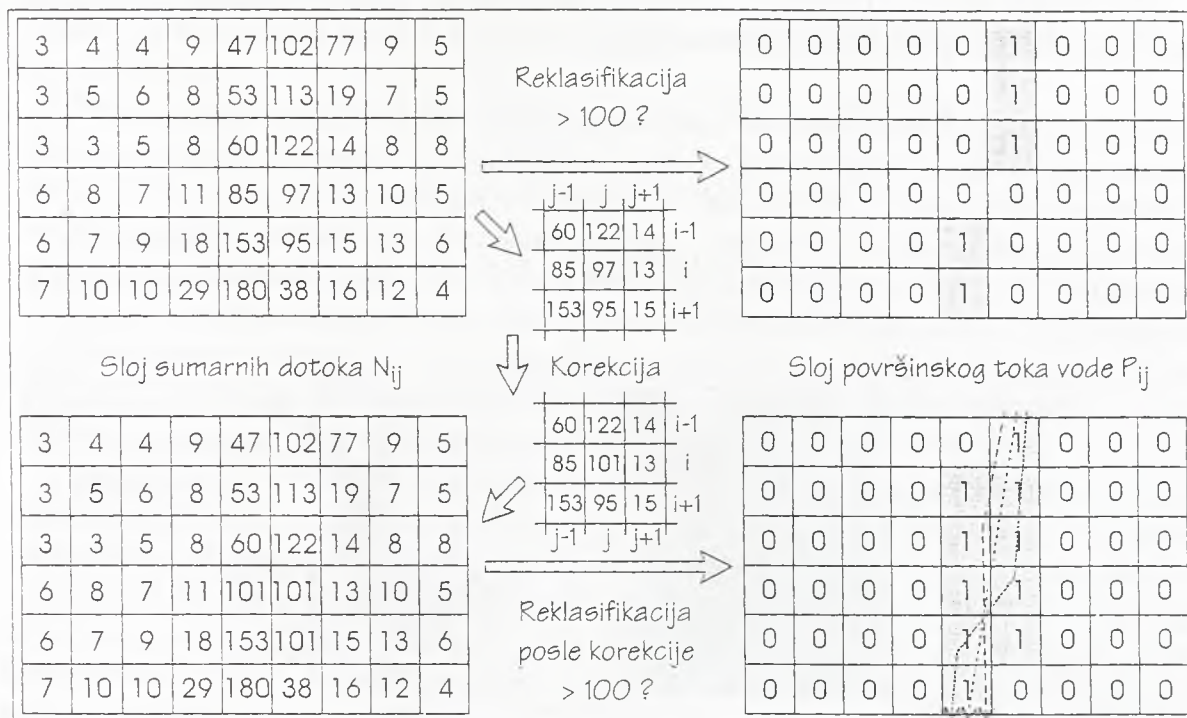 3 4 4 9 47 102 77 9 5
3 5 6 8 53 113 19 7 5
3 3 5 8 60 122 14 8 8
6 8 7 11 85 97 13 10 5
6 7 9 18 153 95 15 13 6
7 10 10 29 180 38 16 12 4
Sloj sumarnih dotoka Nij
Reklasifikacija
> 100 ?
j-1 j j+1
60 122 14 i-1
85 97 13 i
153 95 15 i+1
Korekcija
60 122 14 i-1
85 101 13 i
153 95 15 i+1
j-1 j j+1
0 0 0 0 0 1 0 0 0
0 0 0 0 0 1 0 0 0
0 0 0 0 0 1 0 0 0
0 0 0 0 0 0 0 0 0
0 0 0 0 1 0 0 0 0
0 0 0 0 1 0 0 0 0
Sloj površinskog toka vode Pij
3 4 4 9 47 102 77 9 5
3 5 6 8 53 113 19 7 5
3 3 5 8 60 122 14 8 8
6 8 7 11 101 101 13 10 5
6 7 9 18 153 101 15 13 6
7 10 10 29 180 38 16 12 4
Reklasifikacija
posle korekcije
> 100 ?
0 0 0 0 0 1 0 0 0
0 0 0 0 1 1 0 0 0
0 0 0 0 1 1 0 0 0
0 0 0 0 1 1 0 0 0
0 0 0 0 1 1 0 0 0
0 0 0 0 1 0 0 0 0